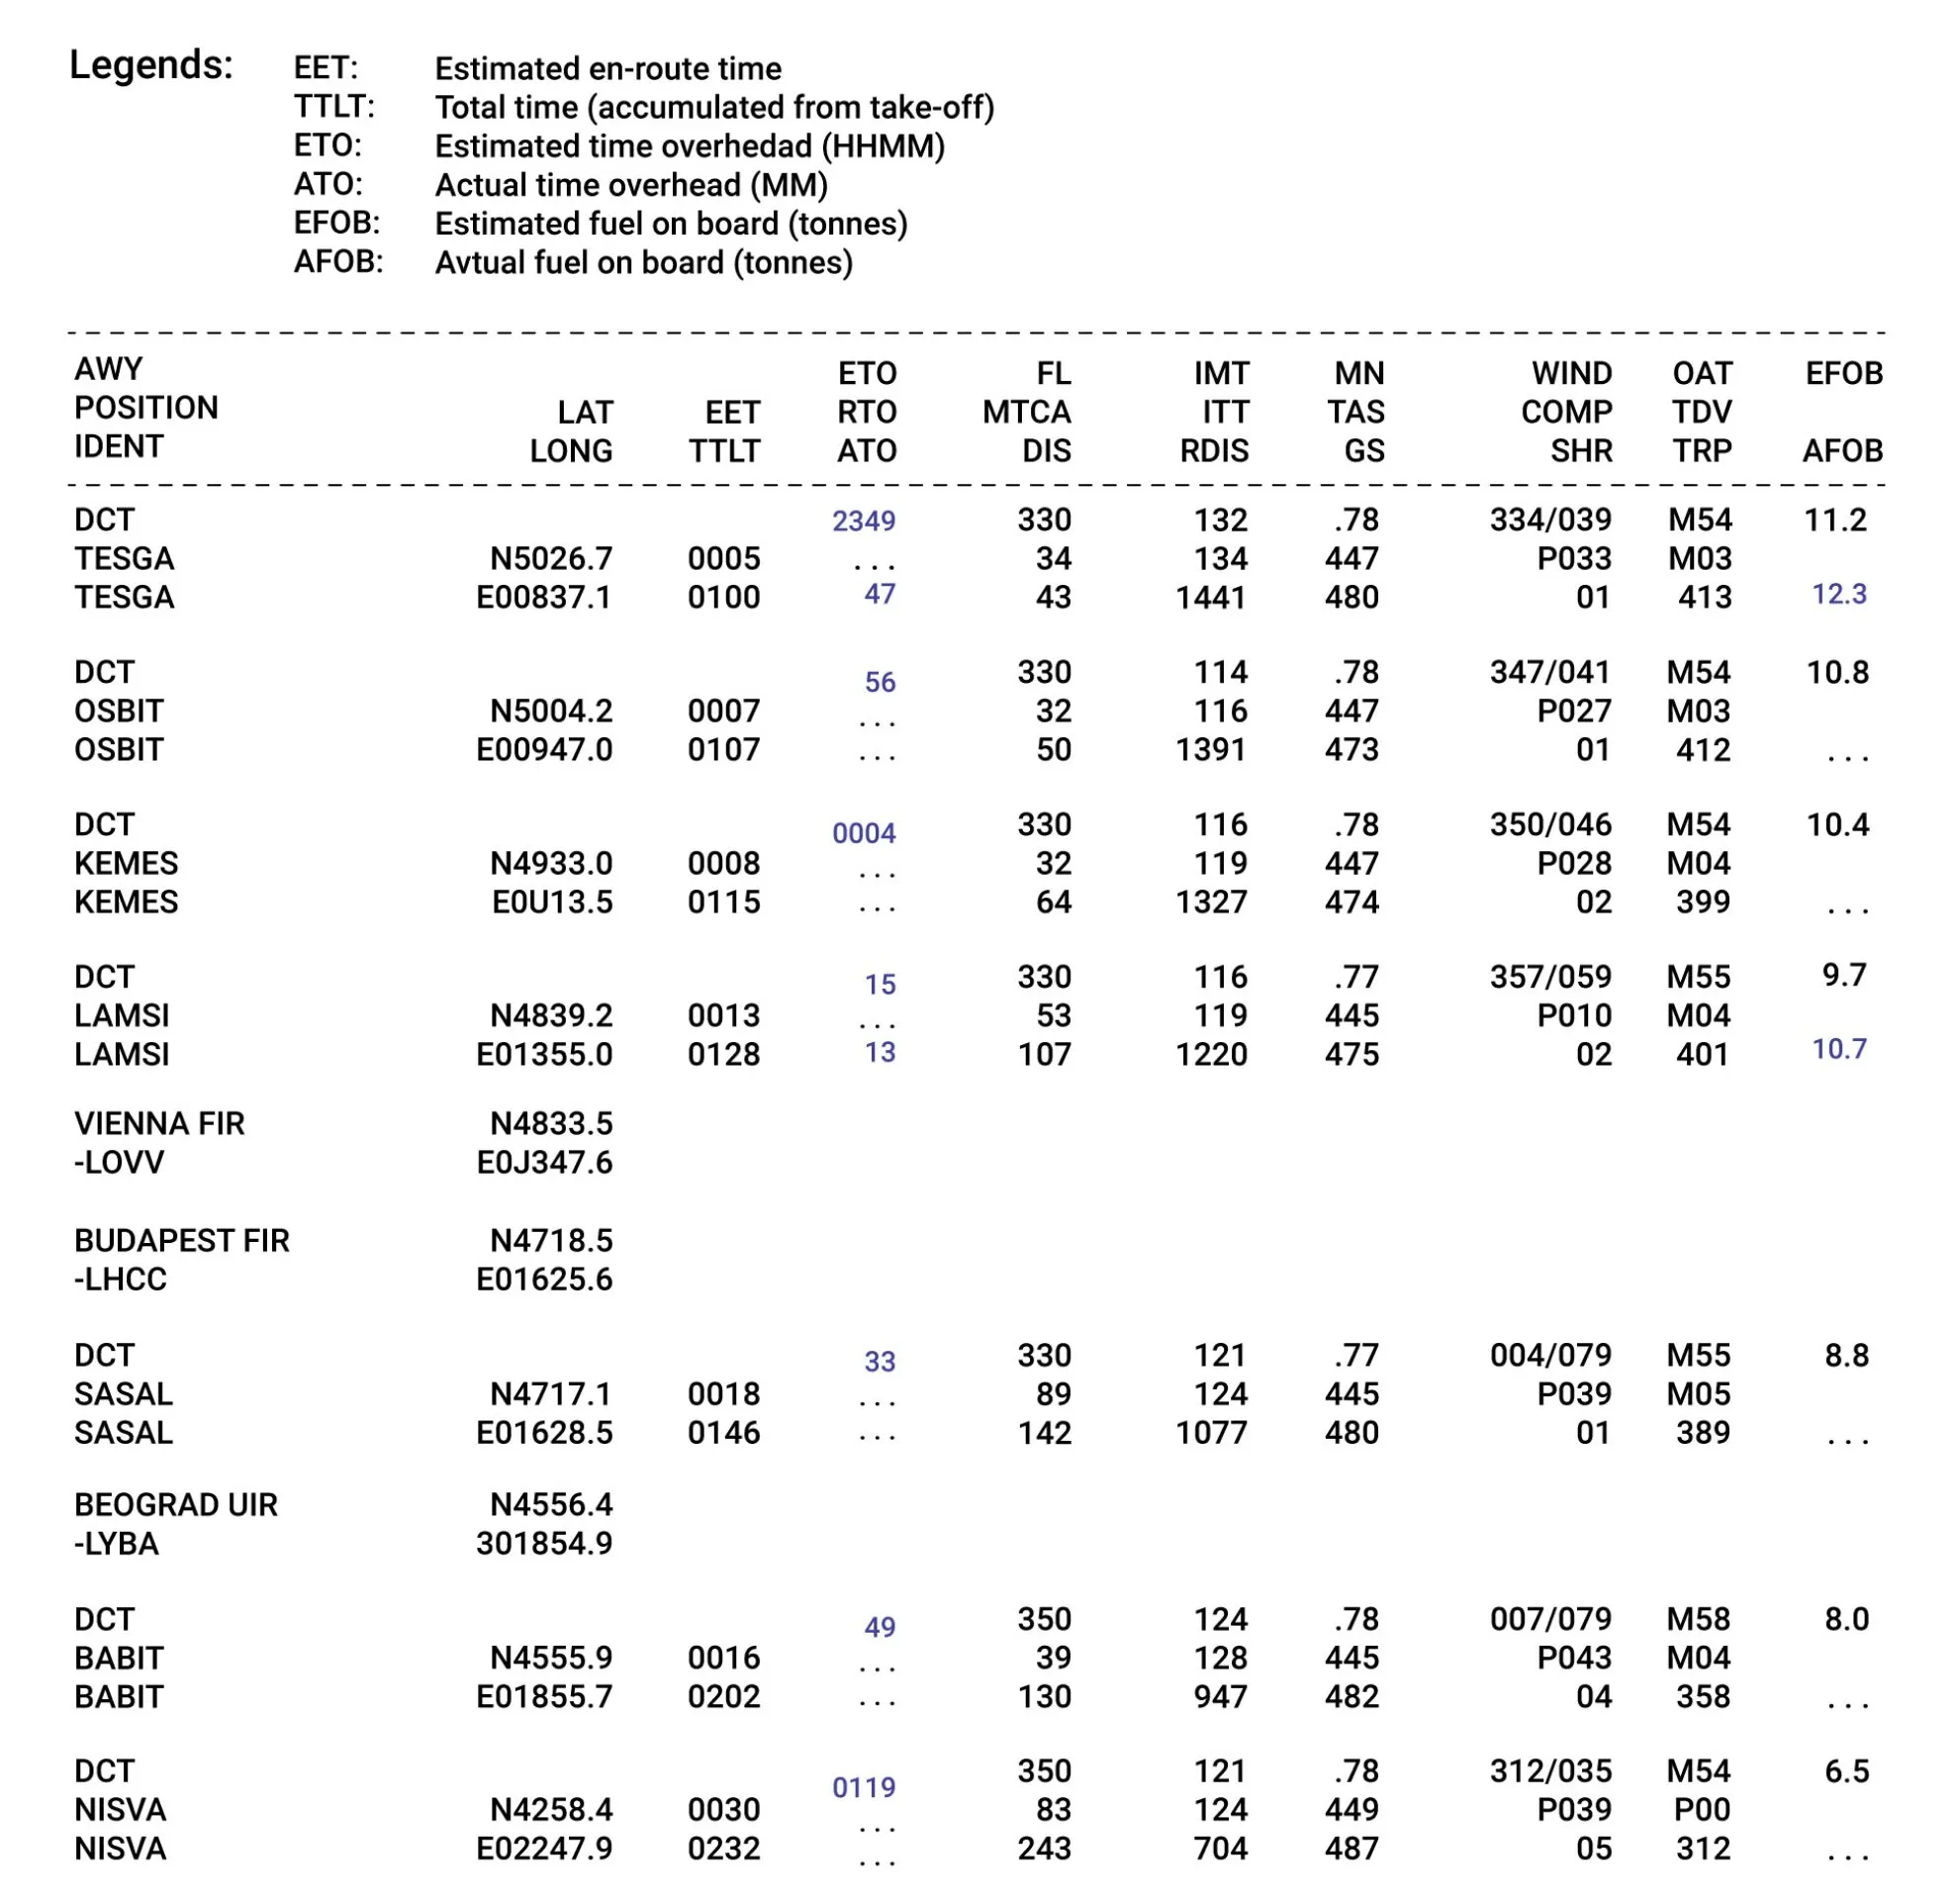 Legends: EET: Estimated en-route time
TTLT: Total time (accumulated from take-off)
ETO: Estimated time overhedad (HHMM)
ATO: Actual time overhead (MM)
EFOB: Estimated fuel on board (tonnes)
AFOB: Avtual fuel on board (tonnes)
AWY ETO FL IMT MN WIND OAT EFOB
POSITION LAT EET RTO MTCA ITT TAS COMP TDV
IDENT LONG TTLT ATO DIS RDIS GS SHR TRP AFOB
DCT 2349 330 132 .78 334/039 M54 11.2
TESGA N5026.7 0005 ... 34 134 447 P033 M03
TESGA E00837.1 0100 47 43 1441 480 01 413 12.3
DCT 56 330 114 .78 347/041 M54 10.8
OSBIT N5004.2 0007 ... 32 116 447 P027 M03
OSBIT E00947.0 0107 ... 50 1391 473 01 412 ...
DCT 0004 330 116 .78 350/046 M54 10.4
KEMES N4933.0 0008 ... 32 119 447 P028 M04
KEMES E0U13.5 0115 ... 64 1327 474 02 399 ...
DCT 15 330 116 .77 357/059 M55 9.7
LAMSI N4839.2 0013 ... 53 119 445 P010 M04
LAMSI E01355.0 0128 13 107 1220 475 02 401 10.7
VIENNA FIR N4833.5
-LOVV E0J347.6
BUDAPEST FIR N4718.5
-LHCC E01625.6
DCT 33 330 121 .77 004/079 M55 8.8
SASAL N4717.1 0018 ... 89 124 445 P039 M05
SASAL E01628.5 0146 ... 142 1077 480 01 389 ...
BEOGRAD UIR N4556.4
-LYBA 301854.9
DCT 49 350 124 .78 007/079 M58 8.0
BABIT N4555.9 0016 ... 39 128 445 P043 M04
BABIT E01855.7 0202 ... 130 947 482 04 358 ...
DCT 0119 350 121 .78 312/035 M54 6.5
NISVA N4258.4 0030 ... 83 124 449 P039 P00
NISVA E02247.9 0232 ... 243 704 487 05 312 ...